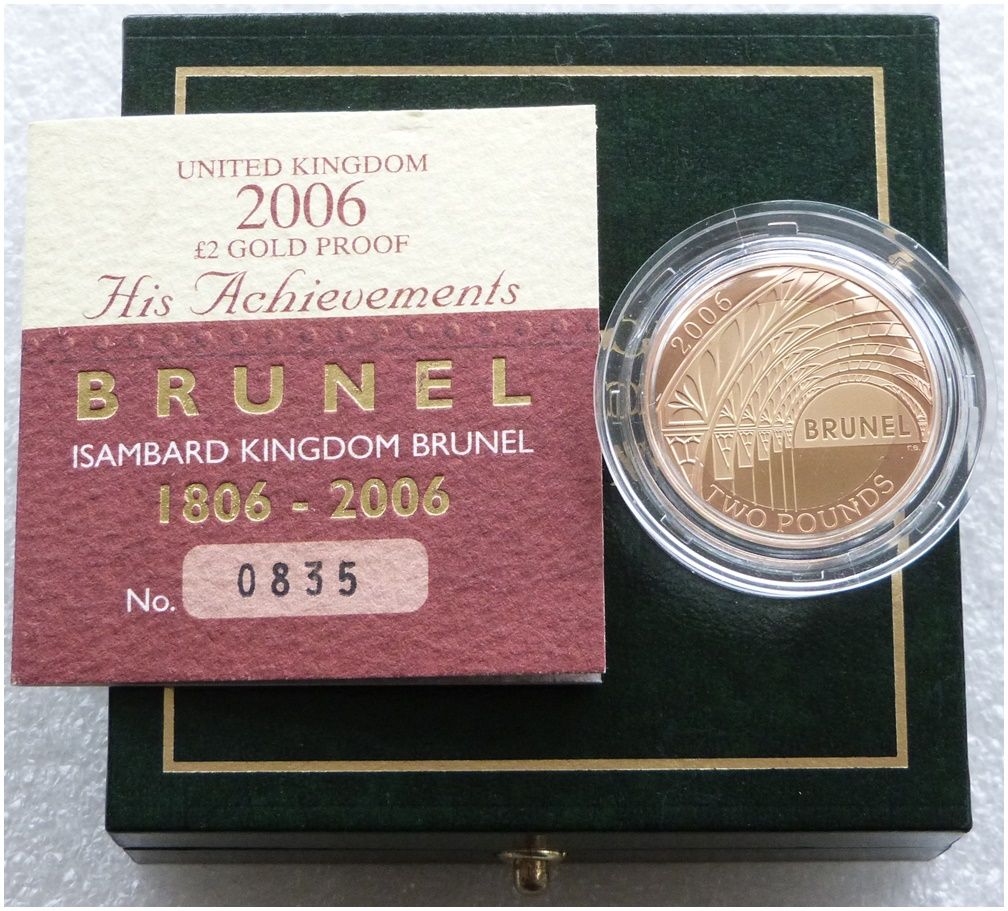 UNITED KINGDOM
2006
£2 GOLD PROOF
His Achievements
BRUNEL
ISAMBARD KINGDOM BRUNEL
1806 - 2006
No. 0835
2006
BRUNEL
TWO POUNDS